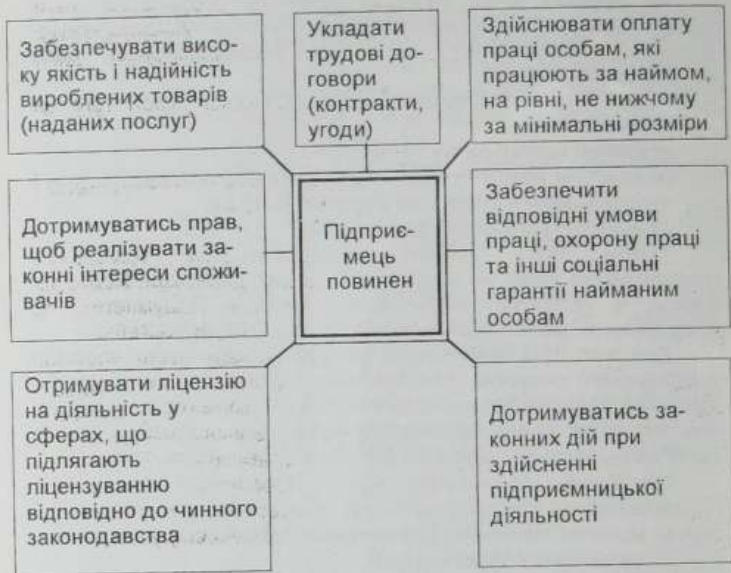 Забезпечувати висо-
ку якість і надійність
вироблених товарів
(наданих послуг)
Укладати
трудові до-
говори
(контракти,
угоди)
Здійснювати оплату
праці особам, які
працюють за наймом,
на рівні, не нижчому
за мінімальні розміри
Дотримуватись прав,
щоб реалізувати за-
конні інтереси спожи-
вачів
Підприє-
мець
повинен
Забезпечити
відповідні умови
праці, охорону праці
та інші соціальні
гарантії найманим
особам
Отримувати ліцензію
на діяльність у
сферах, що
підлягають
ліцензуванню
відповідно до чинного
законодавства
Дотримуватись за-
конних дій при
здійсненні
підприємницької
діяльності